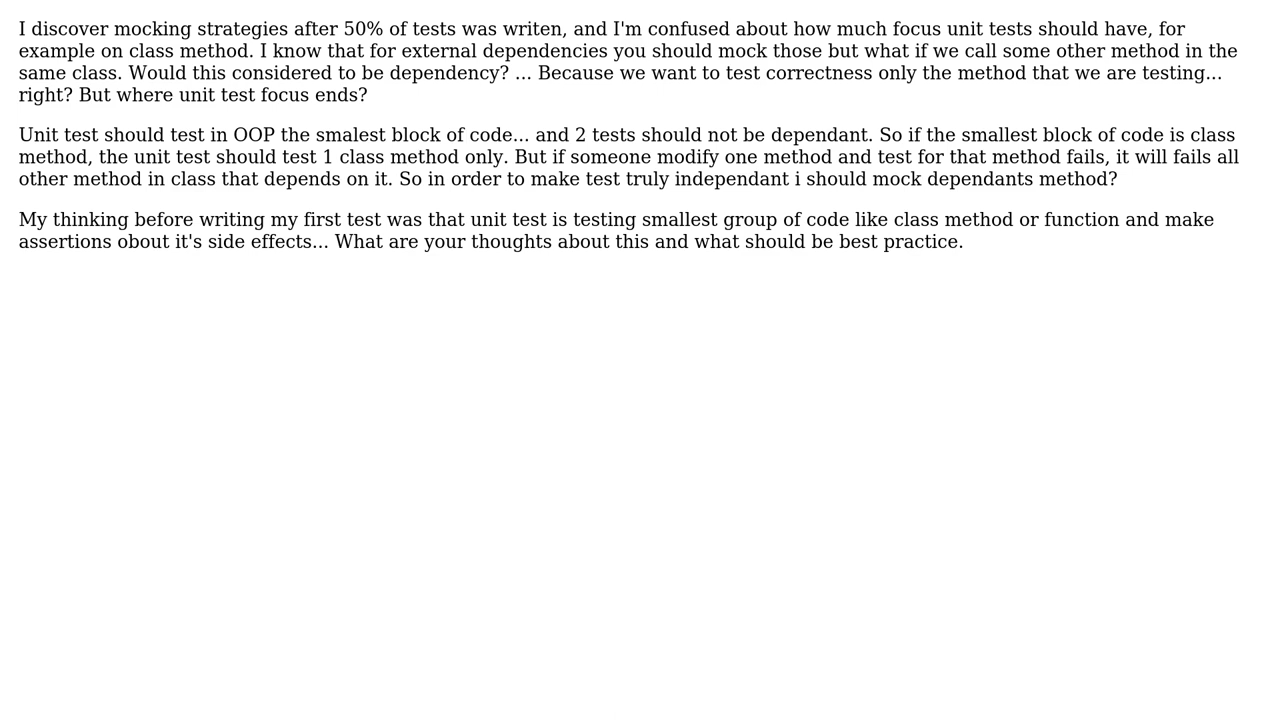 I discover mocking strategies after 50% of tests was writen, and I'm confused about how much focus unit tests should have, for
example on class method. I know that for external dependencies you should mock those but what if we call some other method in the
same class. Would this considered to be dependency? ... Because we want to test correctness only the method that we are testing...
right? But where unit test focus ends?
Unit test should test in OOP the smalest block of code... and 2 tests should not be dependant. So if the smallest block of code is class
method, the unit test should test 1 class method only. But if someone modify one method and test for that method fails, it will fails all
other method in class that depends on it. So in order to make test truly independant i should mock dependants method?
My thinking before writing my first test was that unit test is testing smallest group of code like class method or function and make
assertions obout it's side effects... What are your thoughts about this and what should be best practice.